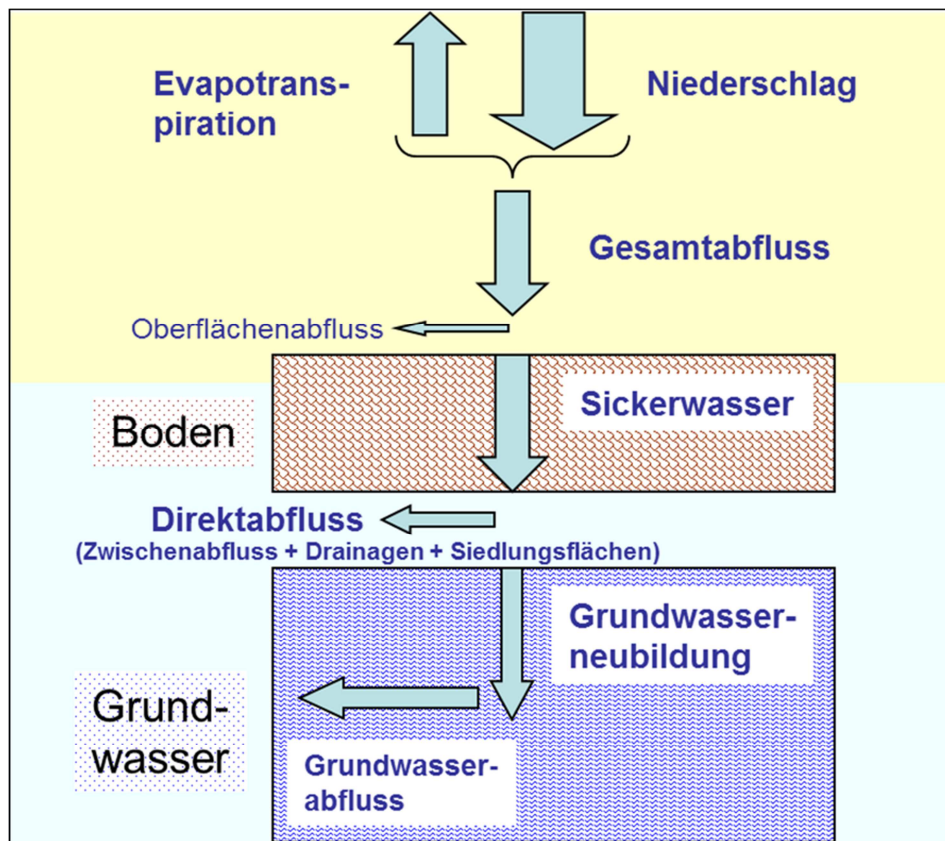 Evapotrans-
piration
Niederschlag
Gesamtabfluss
Oberflächenabfluss
Sickerwasser
Boden
Direktabfluss
(Zwischenabfluss + Drainagen + Siedlungsflächen)
Grundwasser-
neubildung
Grund-
wasser
Grundwasser-
abfluss